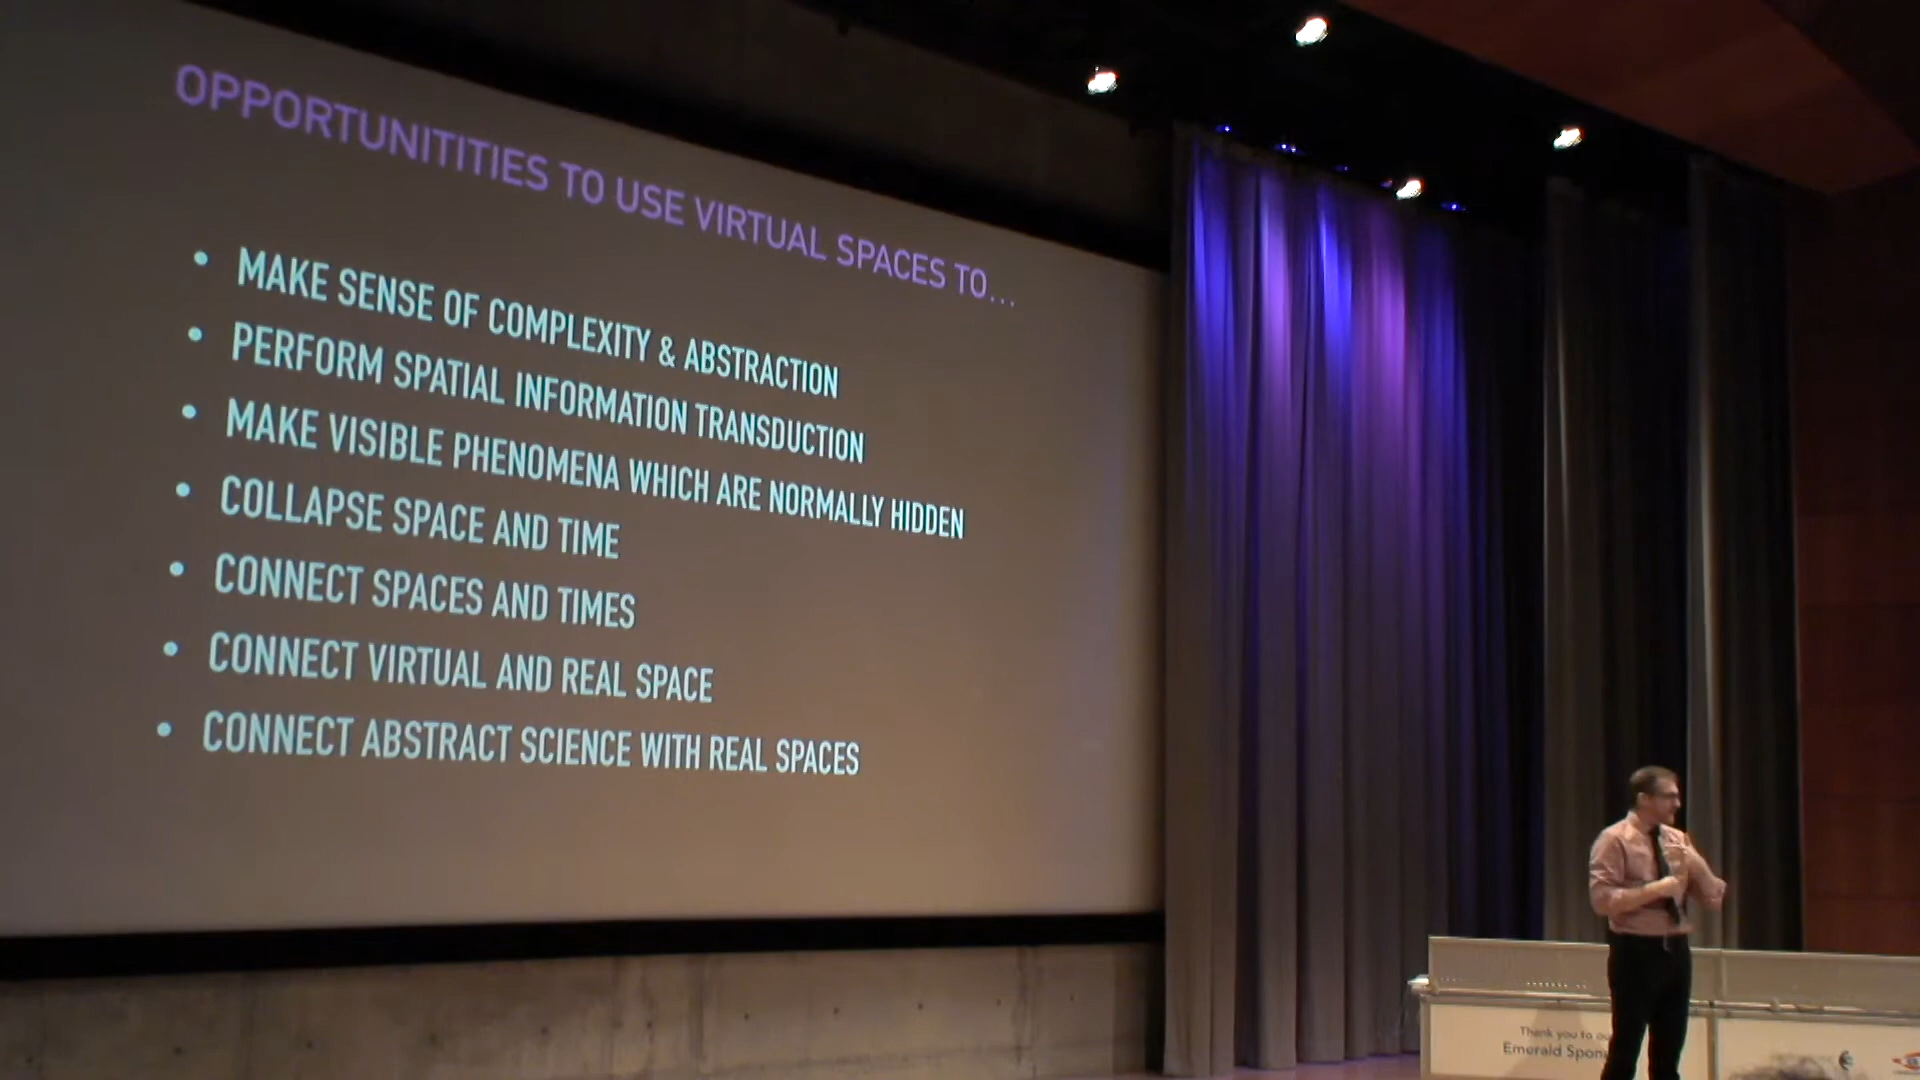 OPPORTUNITITIES TO USE VIRTUAL SPACES TO...
• MAKE SENSE OF COMPLEXITY & ABSTRACTION
• PERFORM SPATIAL INFORMATION TRANSDUCTION
• MAKE VISIBLE PHENOMENA WHICH ARE NORMALLY HIDDEN
• COLLAPSE SPACE AND TIME
• CONNECT SPACES AND TIMES
• CONNECT VIRTUAL AND REAL SPACE
• CONNECT ABSTRACT SCIENCE WITH REAL SPACES
Thank you to
Emerald